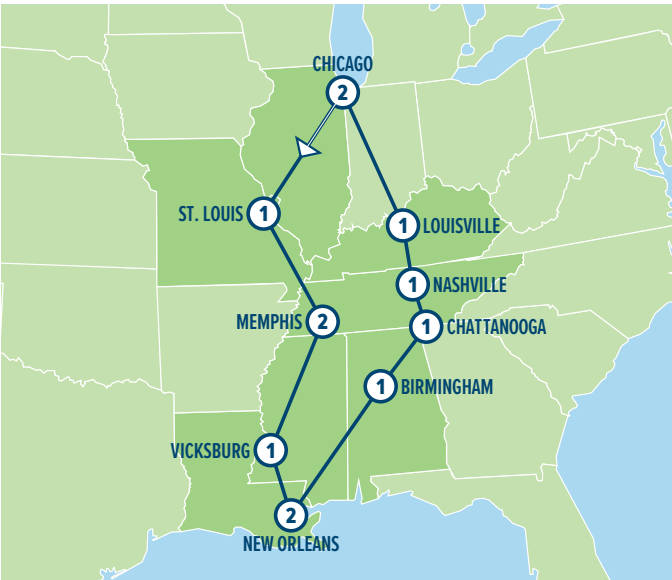 CHICAGO
2
ST. LOUIS 1
1 LOUISVILLE
1 NASHVILLE
MEMPHIS 2
1 CHATTANOOGA
1 BIRMINGHAM
VICKSBURG 1
2
NEW ORLEANS